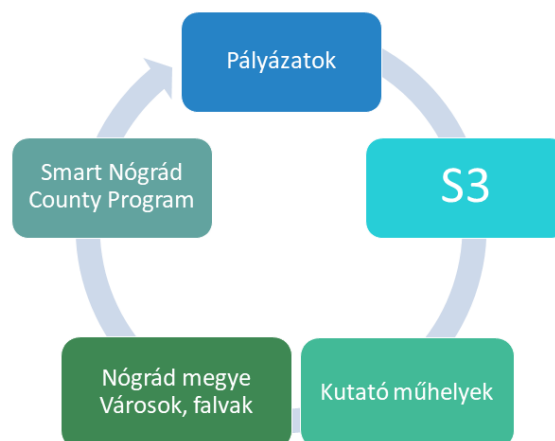 Pályázatok
S3
Kutató műhelyek
Nógrád megye
Városok, falvak
Smart Nógrád
County Program